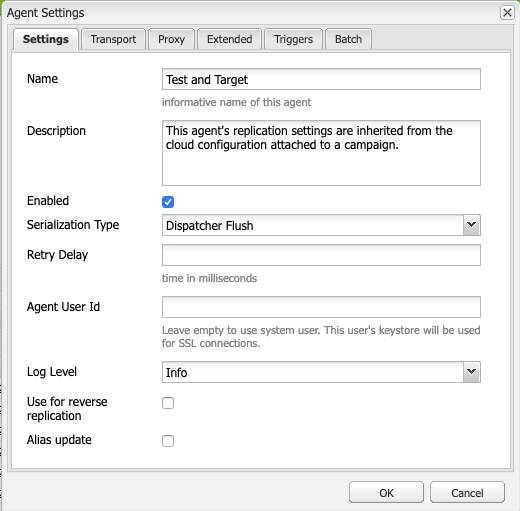 Agent Settings
Settings Transport Proxy Extended Triggers Batch
Name Test and Target
informative name of this agent
Description This agent's replication settings are inherited from the
cloud configuration attached to a campaign.
Enabled
Serialization Type Dispatcher Flush
Retry Delay
time in milliseconds
Agent User Id
Leave empty to use system user. This user's keystore will be used
for SSL connections.
Log Level Info
Use for reverse
replication
Alias update
OK Cancel